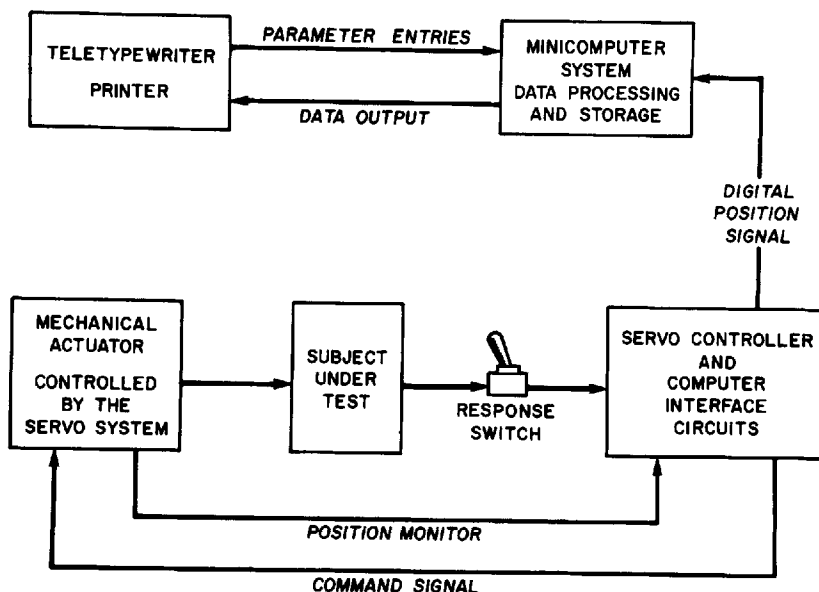 TELETYPEWRITER
PRINTER
PARAMETER ENTRIES
DATA OUTPUT
MINICOMPUTER
SYSTEM
DATA PROCESSING
AND STORAGE
DIGITAL
POSITION
SIGNAL
MECHANICAL
ACTUATOR
CONTROLLED
BY THE
SERVO SYSTEM
SUBJECT
UNDER
TEST
RESPONSE
SWITCH
SERVO CONTROLLER
AND
COMPUTER
INTERFACE
CIRCUITS
POSITION MONITOR
COMMAND SIGNAL